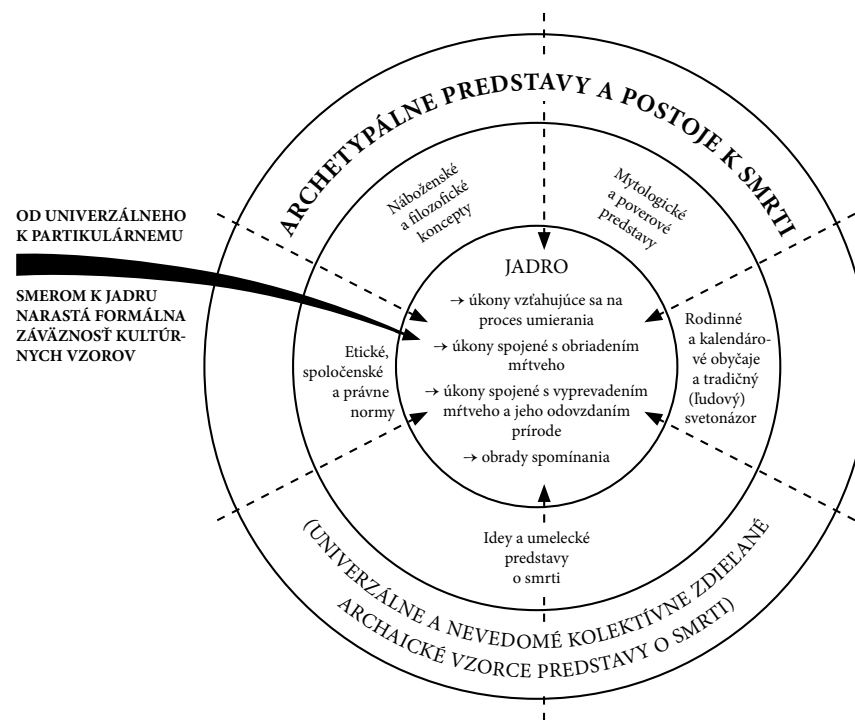 ARCHETYPÁLNE PREDSTAVY A POSTOJE K SMRTI
Náboženské
a filozofické
koncepty
Mytologické
a poverové
predstavy
OD UNIVERZÁLNEHO
K PARTIKULÁRNEMU
SMEROM K JADRU
NARASTÁ FORMÁLNA
ZÁVÄZNOSŤ KULTÚR-
NYCH VZOROV
JADRO
→ úkony vzťahujúce sa na
proces umierania
→ úkony spojené s obriadením
mŕtveho
→ úkony spojené s vyprevadením
mŕtveho a jeho odovzdaním
prírode
→ obrady spomínania
Etické,
spoločenské
a právne
normy
Rodinné
a kalendáro-
vé obyčaje
a tradičný
(ľudový)
svetonázor
Idey a umelecké
predstavy
o smrti
(UNIVERZÁLNE A NEVEDOMÉ KOLEKTÍVNE ZDIEĽANÉ
ARCHAICKÉ VZORCE PREDSTAVY O SMRTI)